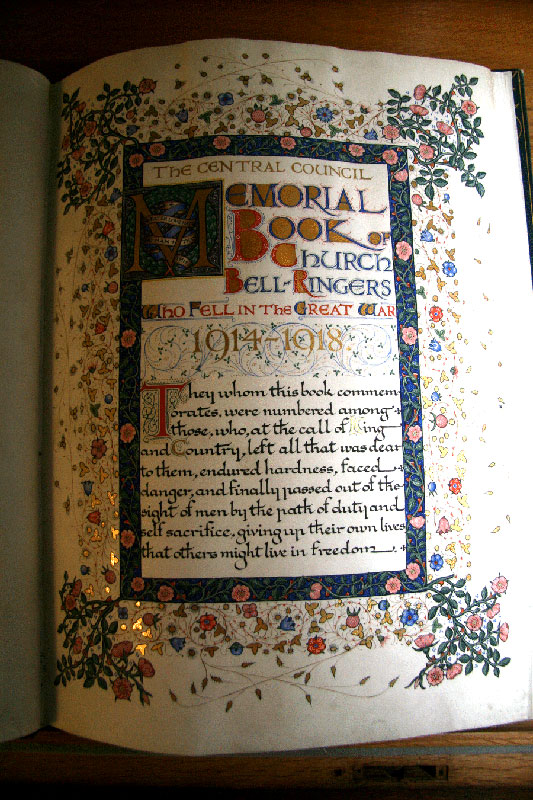 THE CENTRAL COUNCIL
MEMORIAL
BOOK OF
CHURCH
BELL-RINGERS
WHO FELL IN THE GREAT WAR
1914-1918
They whom this book commem
orates, were numbered among
those, who, at the call of King
and Country, left all that was dear
to them, endured hardness, faced
danger, and finally passed out of the
sight of men by the path of duty and
self sacrifice, giving up their own lives
that others might live in freedom.